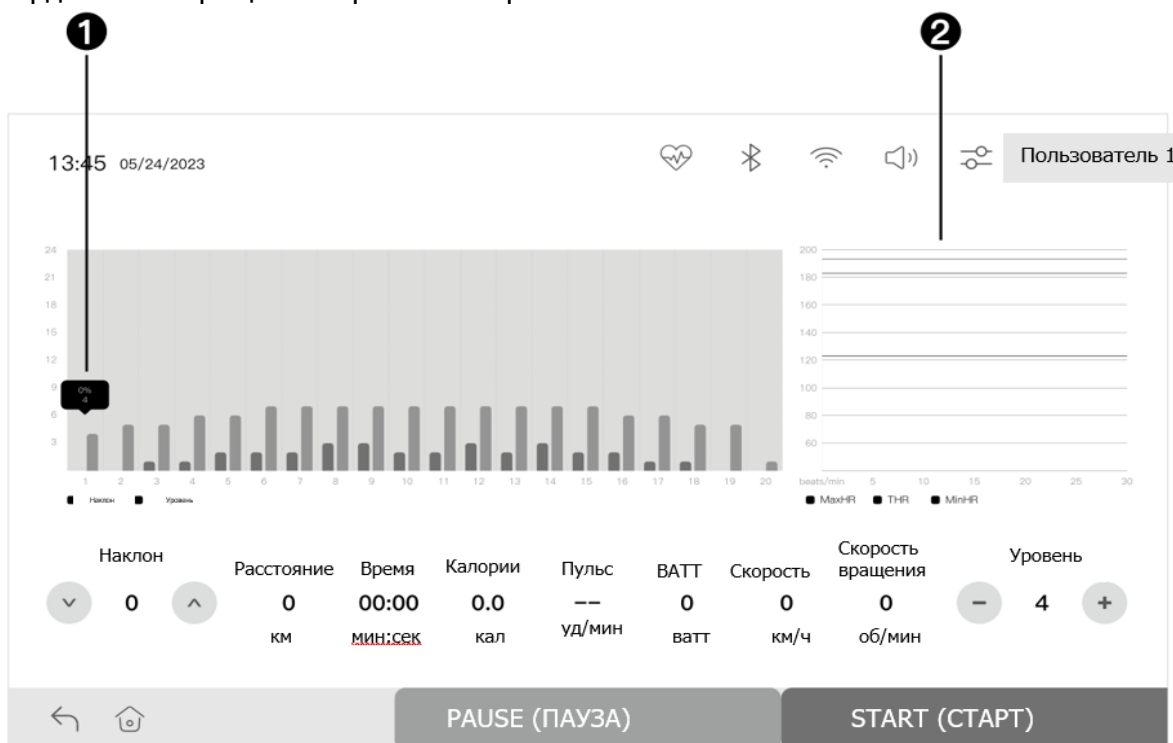 1 2
13:45 05/24/2023 Пользователь 1
24
21
18
15
12
9
6
3
0%
4
1 2 3 4 5 6 7 8 9 10 11 12 13 14 15 16 17 18 19 20
Наклон Уровень
200
180
160
140
120
100
80
60
beats/min 5 10 15 20 25 30
MaxHR THR MinHR
Наклон Расстояние Время Калории Пульс ВАТТ Скорость Скорость вращения Уровень
0 0 00:00 0.0 -- 0 0 0 4
км мин:сек кал уд/мин ватт км/ч об/мин
PAUSE (ПАУЗА) START (СТАРТ)